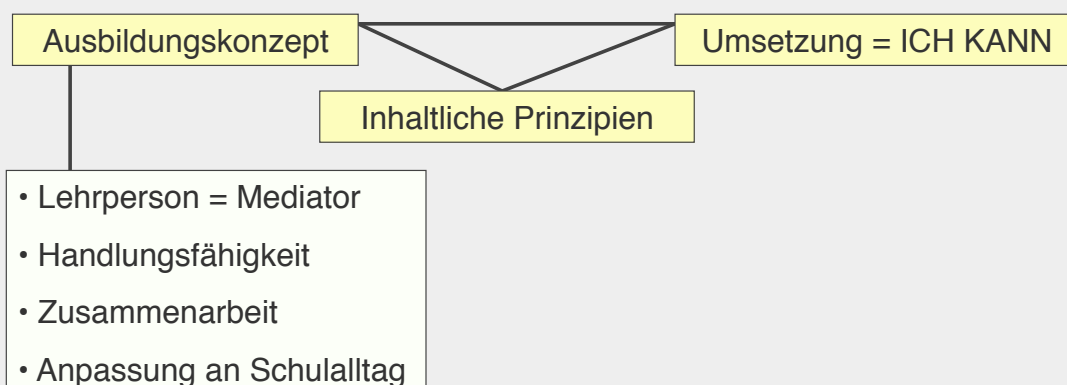 Ausbildungskonzept
Umsetzung = ICH KANN
Inhaltliche Prinzipien
• Lehrperson = Mediator
• Handlungsfähigkeit
• Zusammenarbeit
• Anpassung an Schulalltag